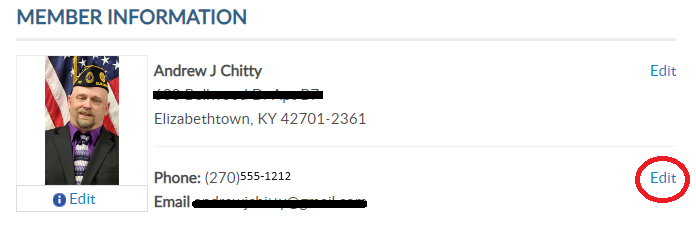 MEMBER INFORMATION
Andrew J Chitty
Edit
Elizabethtown, KY 42701-2361
Phone: (270)555-1212
Edit
Edit
Email